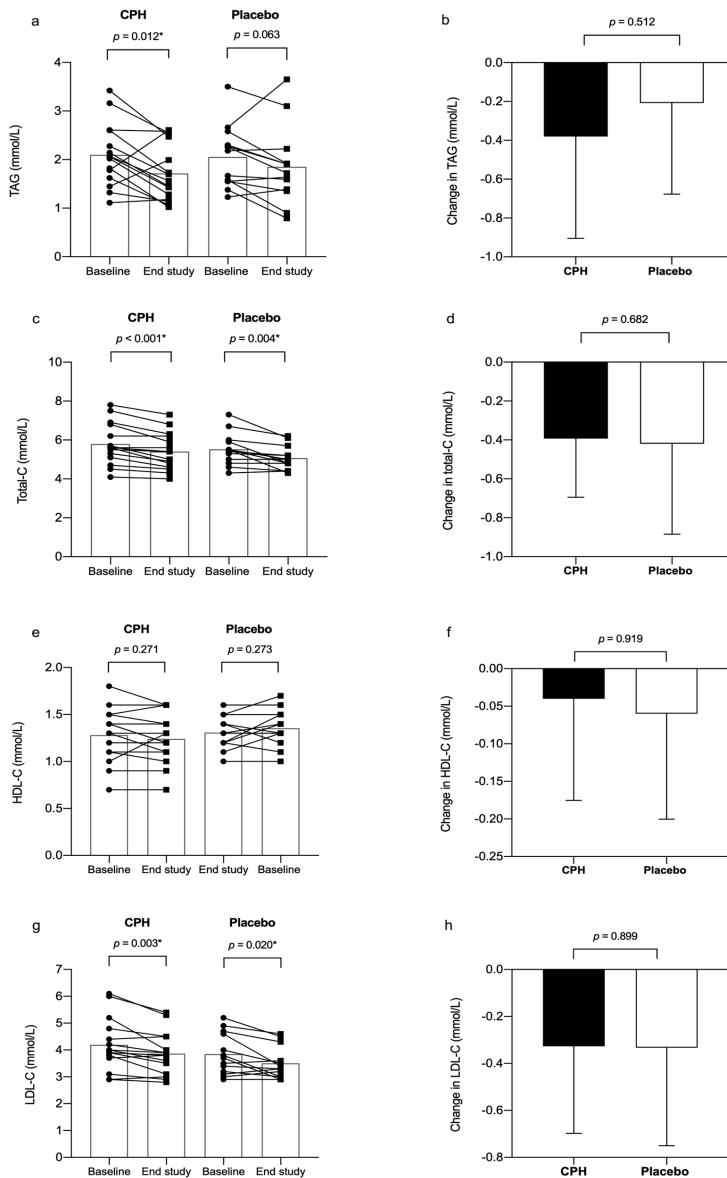 a
CPH
Placebo
p = 0.012*
p = 0.063
TAG (mmol/L)
4
3
2
1
0
Baseline
End study
Baseline
End study
b
p = 0.512
Change in TAG (mmol/L)
0.0
-0.2
-0.4
-0.6
-0.8
-1.0
CPH
Placebo
c
CPH
Placebo
p < 0.001*
p = 0.004*
Total-C (mmol/L)
10
8
6
4
2
0
Baseline
End study
Baseline
End study
d
p = 0.682
Change in total-C (mmol/L)
0.0
-0.2
-0.4
-0.6
-0.8
-1.0
CPH
Placebo
e
CPH
Placebo
p = 0.271
p = 0.273
HDL-C (mmol/L)
2.0
1.5
1.0
0.5
0.0
Baseline
End study
End study
Baseline
f
p = 0.919
Change in HDL-C (mmol/L)
0.00
-0.05
-0.10
-0.15
-0.20
-0.25
CPH
Placebo
g
CPH
Placebo
p = 0.003*
p = 0.020*
LDL-C (mmol/L)
7
6
5
4
3
2
1
0
Baseline
End study
Baseline
End study
h
p = 0.899
Change in LDL-C (mmol/L)
0.0
-0.2
-0.4
-0.6
-0.8
CPH
Placebo